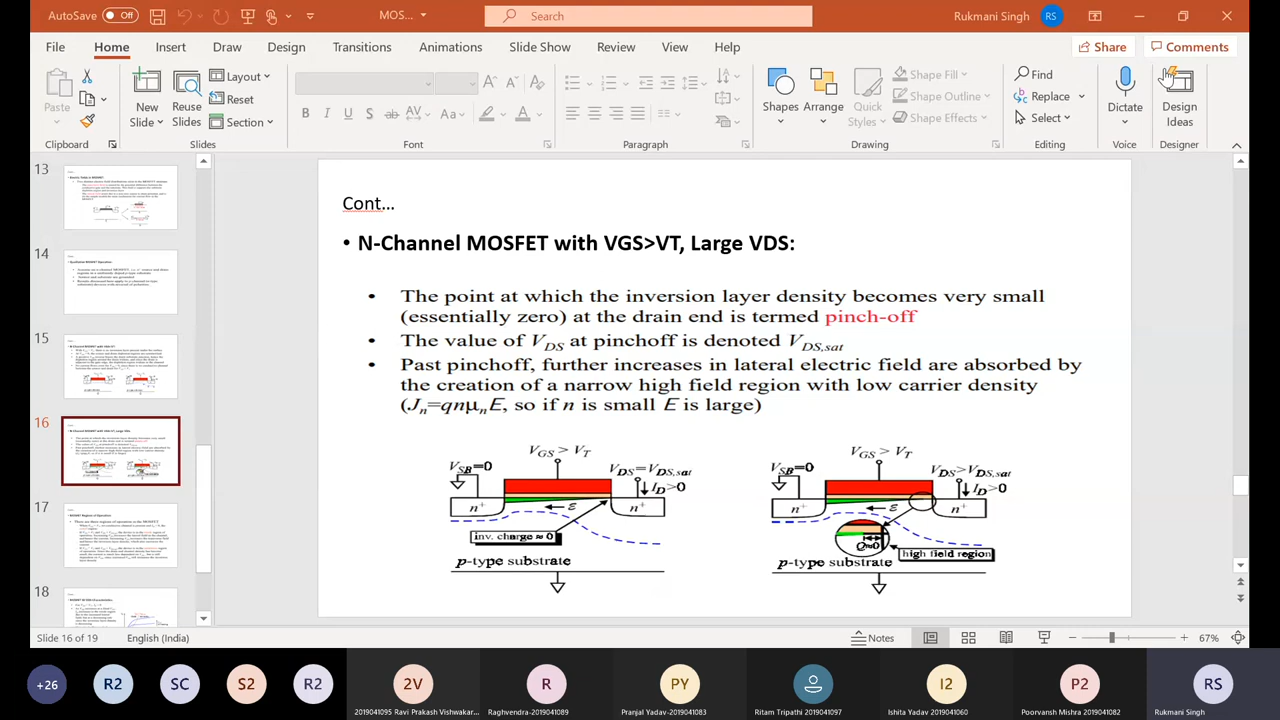 AutoSave Off MOS... Search Rukmani Singh RS
File Home Insert Draw Design Transitions Animations Slide Show Review View Help Share Comments
Paste New Slide Reuse Slides Layout Reset Section Shapes Arrange Quick Styles Shape Fill Shape Outline Shape Effects Find Replace Select Dictate Design Ideas
Clipboard Slides Font Paragraph Drawing Editing Voice Designer
13
14
15
16
17
18
Cont...
• N-Channel MOSFET with VGS>VT, Large VDS:
• The point at which the inversion layer density becomes very small
(essentially zero) at the drain end is termed pinch-off
• The value of VDS at pinchoff is denoted VDS,sat
• Past pinchoff, further increases in lateral electric field are absorbed by
the creation of a narrow high field region with low carrier density
(Jn=qnμnE, so if n is small E is large)
VGS > VT
VSB=0
VDS=VDS,sat
ID>0
n+ ε n+
inv. charge ≈ 0
p-type substrate
VGS > VT
VSB=0
VDS>VDS,sat
ID>0
n+ ε n+
Q≈0
high field region
p-type substrate
Slide 16 of 19 English (India) Notes 67%
+26 R2 SC S2 R2 2V R PY I2 P2 RS
2019041095 Ravi Prakash Vishwakar... Raghvendra-2019041089 Pranjal Yadav-2019041083 Ritam Tripathi 2019041097 Ishita Yadav 2019041060 Poorvansh Mishra 2019041082 Rukmani Singh